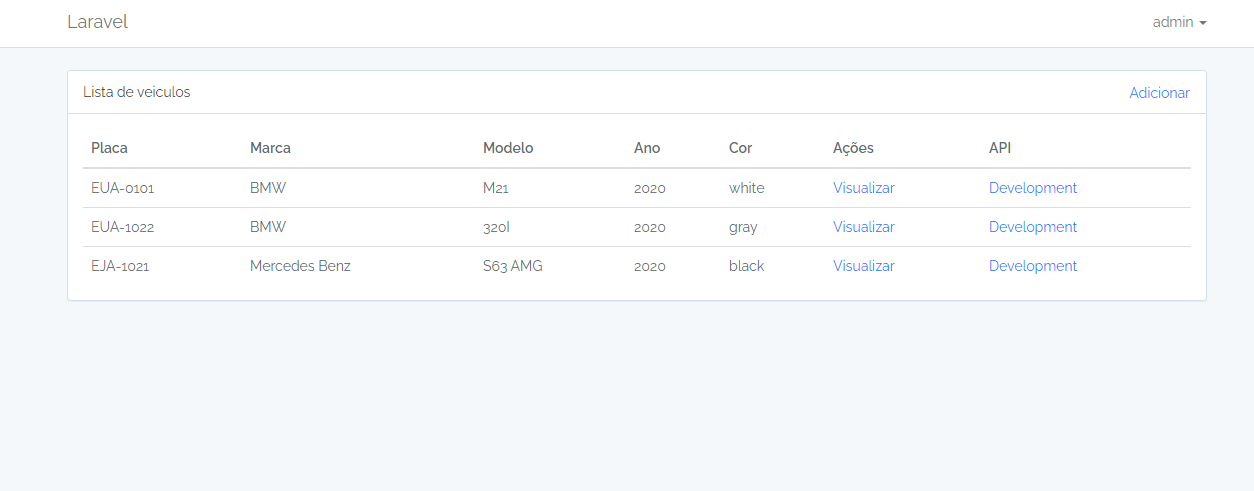 Laravel admin
Lista de veiculos Adicionar
Placa Marca Modelo Ano Cor Ações API
EUA-0101 BMW M21 2020 white Visualizar Development
EUA-1022 BMW 320I 2020 gray Visualizar Development
EJA-1021 Mercedes Benz S63 AMG 2020 black Visualizar Development